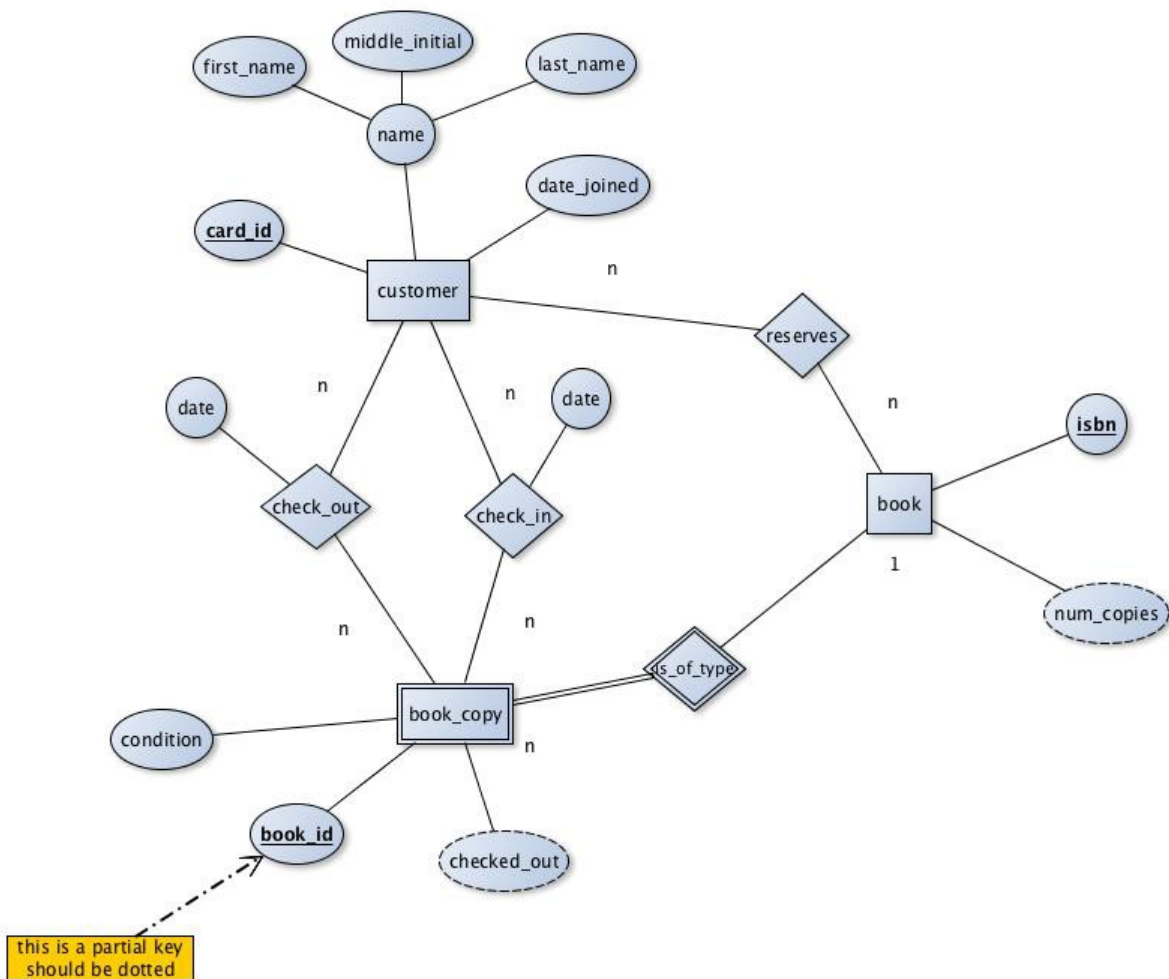 middle_initial
first_name
last_name
name
date_joined
card_id
n
customer
reserves
n
n
date
date
n
isbn
check_out
check_in
book
1
n
n
num_copies
is_of_type
book_copy
condition
n
book_id
checked_out
this is a partial key
should be dotted